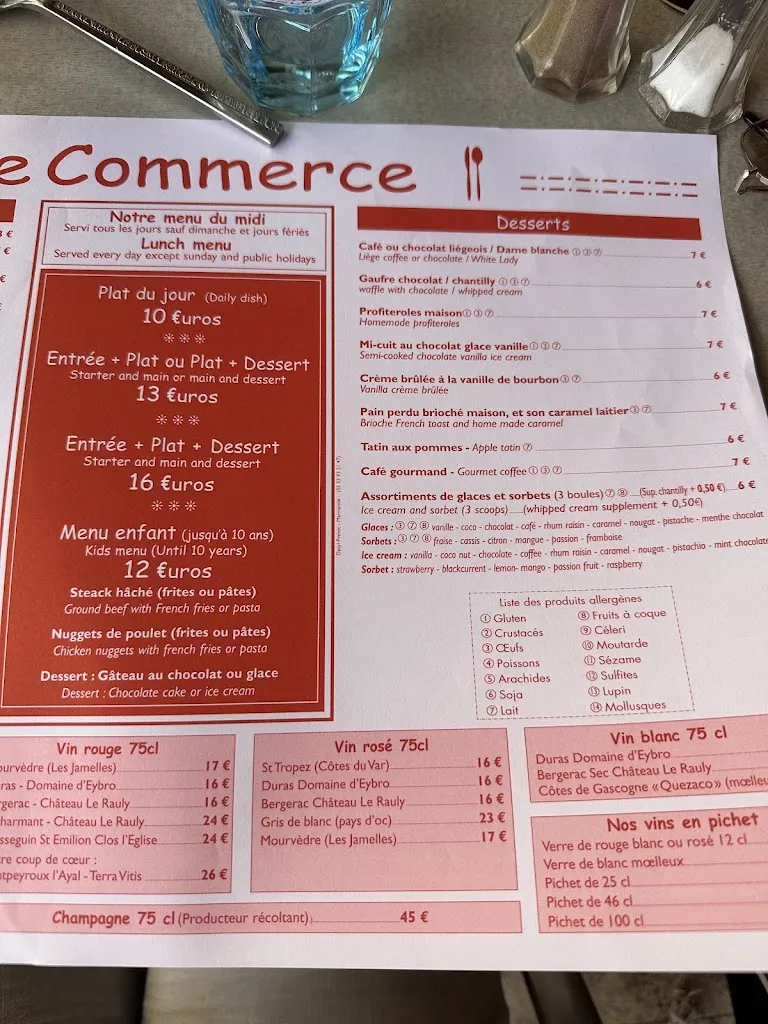 e Commerce
Notre menu du midi
Servi tous les jours sauf dimanche et jours fériés
Lunch menu
Served every day except sunday and public holidays
Plat du jour (Daily dish)
10 €uros
Entrée + Plat ou Plat + Dessert
Starter and main or main and dessert
13 €uros
Entrée + Plat + Dessert
Starter and main and dessert
16 €uros
Menu enfant (jusqu'à 10 ans)
Kids menu (Until 10 years)
12 €uros
Steack hâché (frites ou pâtes)
Ground beef with French fries or pasta
Nuggets de poulet (frites ou pâtes)
Chicken nuggets with french fries or pasta
Dessert : Gâteau au chocolat ou glace
Dessert : Chocolate cake or ice cream
Desserts
Café ou chocolat liégeois / Dame blanche ①③⑦ 7 €
Liège coffee or chocolate / White Lady
Gaufre chocolat / chantilly ①③⑦ 6 €
waffle with chocolate / whipped cream
Profiteroles maison ①③⑦ 7 €
Homemade profiteroles
Mi-cuit au chocolat glace vanille ①③⑦ 7 €
Semi-cooked chocolate vanilla ice cream
Crème brûlée à la vanille de bourbon ③⑦ 6 €
Vanilla crème brûlée
Pain perdu brioché maison, et son caramel laitier ③⑦ 7 €
Brioche French toast and home made caramel
Tatin aux pommes - Apple tatin ⑦ 6 €
Café gourmand - Gourmet coffee ①③⑦ 7 €
Assortiments de glaces et sorbets (3 boules) ⑦⑧ (Sup. chantilly + 0,50 €) 6 €
Ice cream and sorbet (3 scoops) (whipped cream supplement + 0,50€)
Glaces : ③⑦⑧ vanille - coco - chocolat - café - rhum raisin - caramel - nougat - pistache - menthe chocolat
Sorbets : ③⑦⑧ fraise - cassis - citron - mangue - passion - framboise
Ice cream : vanilla - coco nut - chocolate - coffee - rhum raisin - caramel - nougat - pistachio - mint chocolate
Sorbet : strawberry - blackcurrent - lemon- mango - passion fruit - raspberry
Liste des produits allergènes
① Gluten
② Crustacés
③ Œufs
④ Poissons
⑤ Arachides
⑥ Soja
⑦ Lait
⑧ Fruits à coque
⑨ Céleri
⑩ Moutarde
⑪ Sézame
⑫ Sulfites
⑬ Lupin
⑭ Mollusques
Vin rouge 75cl
ourvèdre (Les Jamelles) 17 €
ras - Domaine d'Eybro 16 €
rgerac - Château Le Rauly 16 €
harmant - Château Le Rauly 24 €
sseguin St Emilion Clos l'Eglise 24 €
tre coup de cœur :
tpeyroux l'Ayal - Terra Vitis 26 €
Vin rosé 75cl
St Tropez (Côtes du Var) 16 €
Duras Domaine d'Eybro 16 €
Bergerac Château Le Rauly 16 €
Gris de blanc (pays d'oc) 23 €
Mourvèdre (Les Jamelles) 17 €
Vin blanc 75 cl
Duras Domaine d'Eybro
Bergerac Sec Château Le Rauly
Côtes de Gascogne « Quezaco » (mœlleu
Nos vins en pichet
Verre de rouge blanc ou rosé 12 cl
Verre de blanc mœlleux
Pichet de 25 cl
Pichet de 46 cl
Pichet de 100 cl
Champagne 75 cl (Producteur récoltant) 45 €